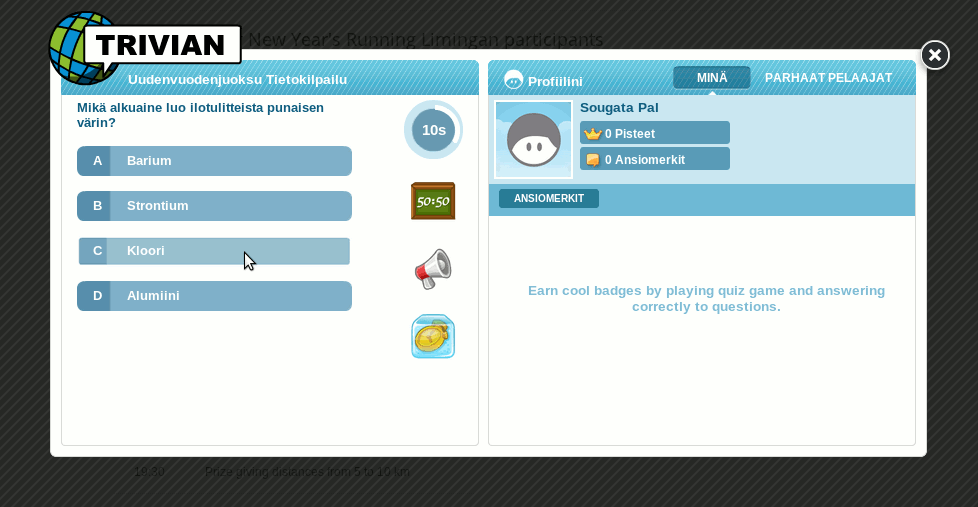 New Year's Running Limingan participants
TRIVIAN
Uudenvuodenjuoksu Tietokilpailu
Mikä alkuaine luo ilotulitteista punaisen
värin?
10s
A Barium
B Strontium
50:50
C Kloori
D Alumiini
Profiilini
MINÄ
PARHAAT PELAAJAT
Sougata Pal
0 Pisteet
0 Ansiomerkit
ANSIOMERKIT
Earn cool badges by playing quiz game and answering
correctly to questions.
19:30 Prize giving distances from 5 to 10 km